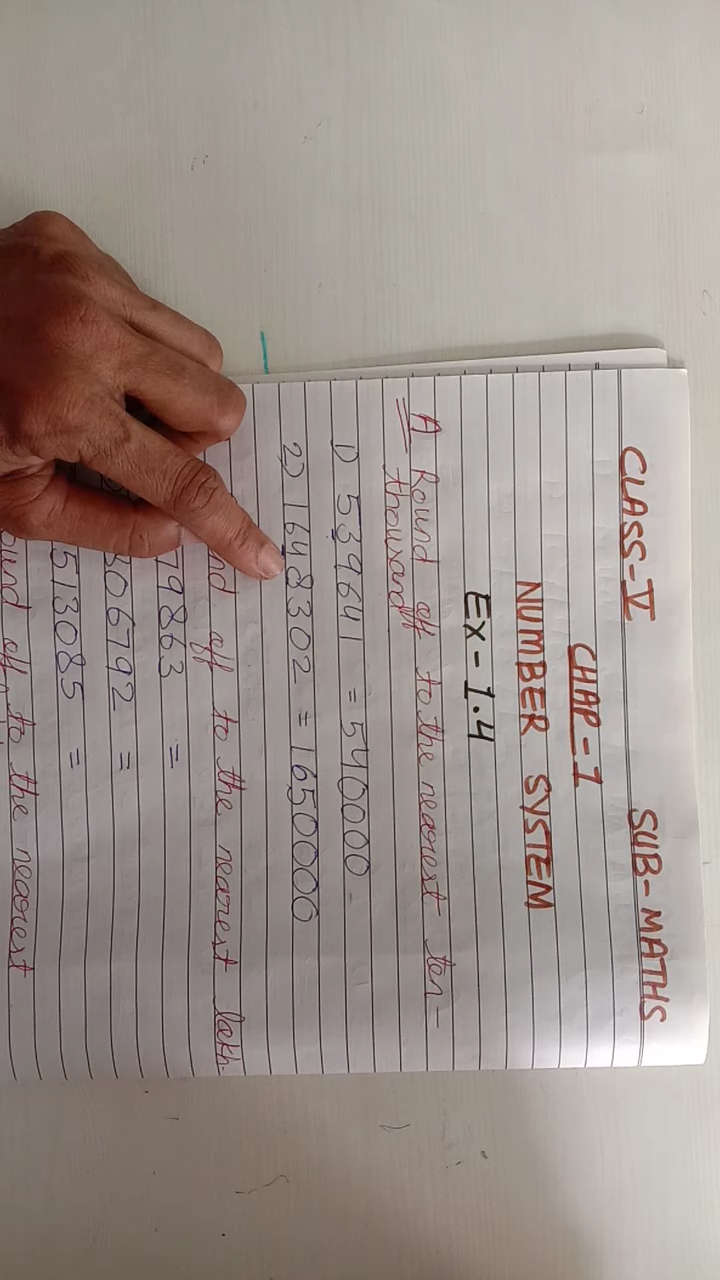 CLASS-V SUB-MATHS
CHAP-1
NUMBER SYSTEM
Ex-1.4
A Round off to the nearest ten-
thousand
1) 539641 = 540000
2) 1648302 = 1650000
off to the nearest lakh
79863 =
306792 =
513085 =
off to the nearest